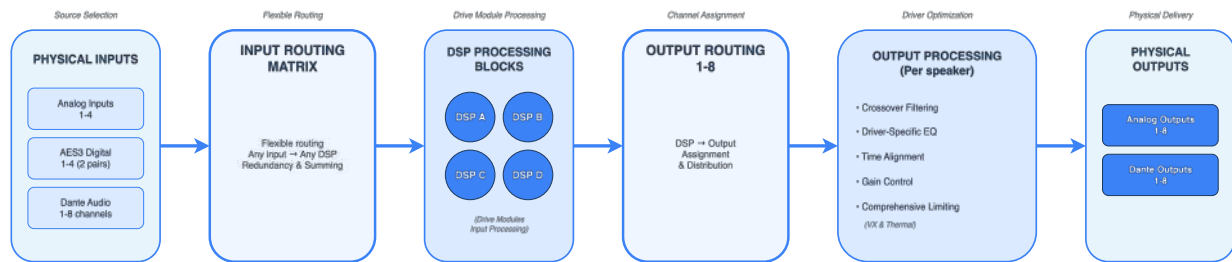 Source Selection
PHYSICAL INPUTS
Analog Inputs
1-4
AES3 Digital
1-4 (2 pairs)
Dante Audio
1-8 channels
Flexible Routing
INPUT ROUTING
MATRIX
Flexible routing
Any Input → Any DSP
Redundancy & Summing
Drive Module Processing
DSP PROCESSING
BLOCKS
DSP A
DSP B
DSP C
DSP D
(Drive Modules
Input Processing)
Channel Assignment
OUTPUT ROUTING
1-8
DSP → Output
Assignment
& Distribution
Driver Optimization
OUTPUT PROCESSING
(Per speaker)
• Crossover Filtering
• Driver-Specific EQ
• Time Alignment
• Gain Control
• Comprehensive Limiting
(VX & Thermal)
Physical Delivery
PHYSICAL
OUTPUTS
Analog Outputs
1-8
Dante Outputs
1-8